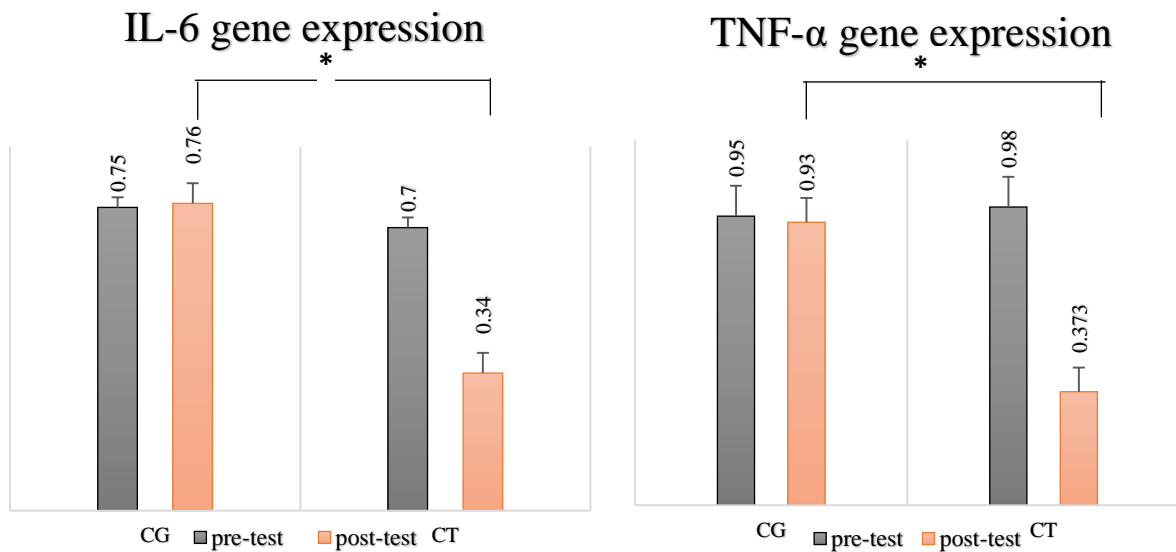 IL-6 gene expression
*
0.75
0.76
0.7
0.34
CG pre-test post-test CT
TNF-α gene expression
*
0.95
0.93
0.98
0.373
CG pre-test post-test CT